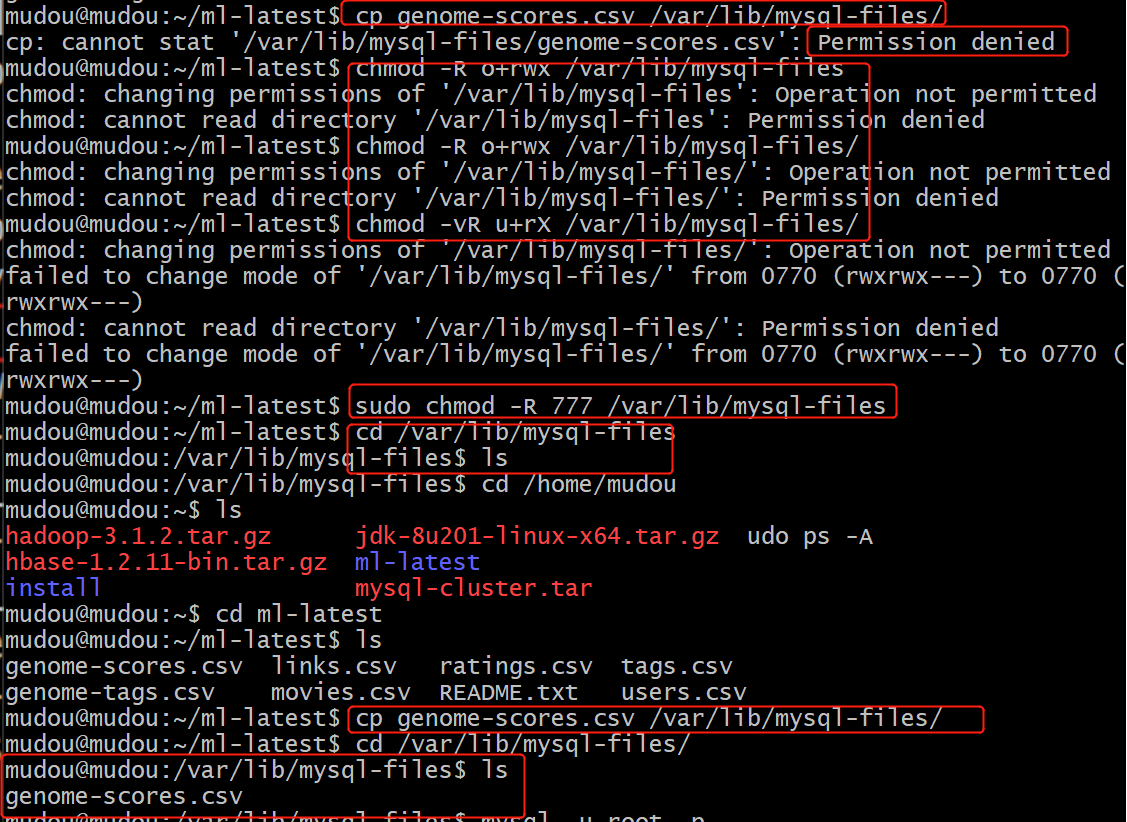 mudou@mudou:~/ml-latest$ cp genome-scores.csv /var/lib/mysql-files/
cp: cannot stat '/var/lib/mysql-files/genome-scores.csv': Permission denied
mudou@mudou:~/ml-latest$ chmod -R o+rwx /var/lib/mysql-files
chmod: changing permissions of '/var/lib/mysql-files': Operation not permitted
chmod: cannot read directory '/var/lib/mysql-files': Permission denied
mudou@mudou:~/ml-latest$ chmod -R o+rwx /var/lib/mysql-files/
chmod: changing permissions of '/var/lib/mysql-files/': Operation not permitted
chmod: cannot read directory '/var/lib/mysql-files/': Permission denied
mudou@mudou:~/ml-latest$ chmod -vR u+rX /var/lib/mysql-files/
chmod: changing permissions of '/var/lib/mysql-files/': Operation not permitted
failed to change mode of '/var/lib/mysql-files/' from 0770 (rwxrwx---) to 0770 (
rwxrwx---)
chmod: cannot read directory '/var/lib/mysql-files/': Permission denied
failed to change mode of '/var/lib/mysql-files/' from 0770 (rwxrwx---) to 0770 (
rwxrwx---)
mudou@mudou:~/ml-latest$ sudo chmod -R 777 /var/lib/mysql-files
mudou@mudou:~/ml-latest$ cd /var/lib/mysql-files
mudou@mudou:/var/lib/mysql-files$ ls
mudou@mudou:/var/lib/mysql-files$ cd /home/mudou
mudou@mudou:~$ ls
hadoop-3.1.2.tar.gz jdk-8u201-linux-x64.tar.gz udo ps -A
hbase-1.2.11-bin.tar.gz ml-latest
install mysql-cluster.tar
mudou@mudou:~$ cd ml-latest
mudou@mudou:~/ml-latest$ ls
genome-scores.csv links.csv ratings.csv tags.csv
genome-tags.csv movies.csv README.txt users.csv
mudou@mudou:~/ml-latest$ cp genome-scores.csv /var/lib/mysql-files/
mudou@mudou:~/ml-latest$ cd /var/lib/mysql-files/
mudou@mudou:/var/lib/mysql-files$ ls
genome-scores.csv
mudou@mudou:/var/lib/mysql-files$ mysql -u root -p